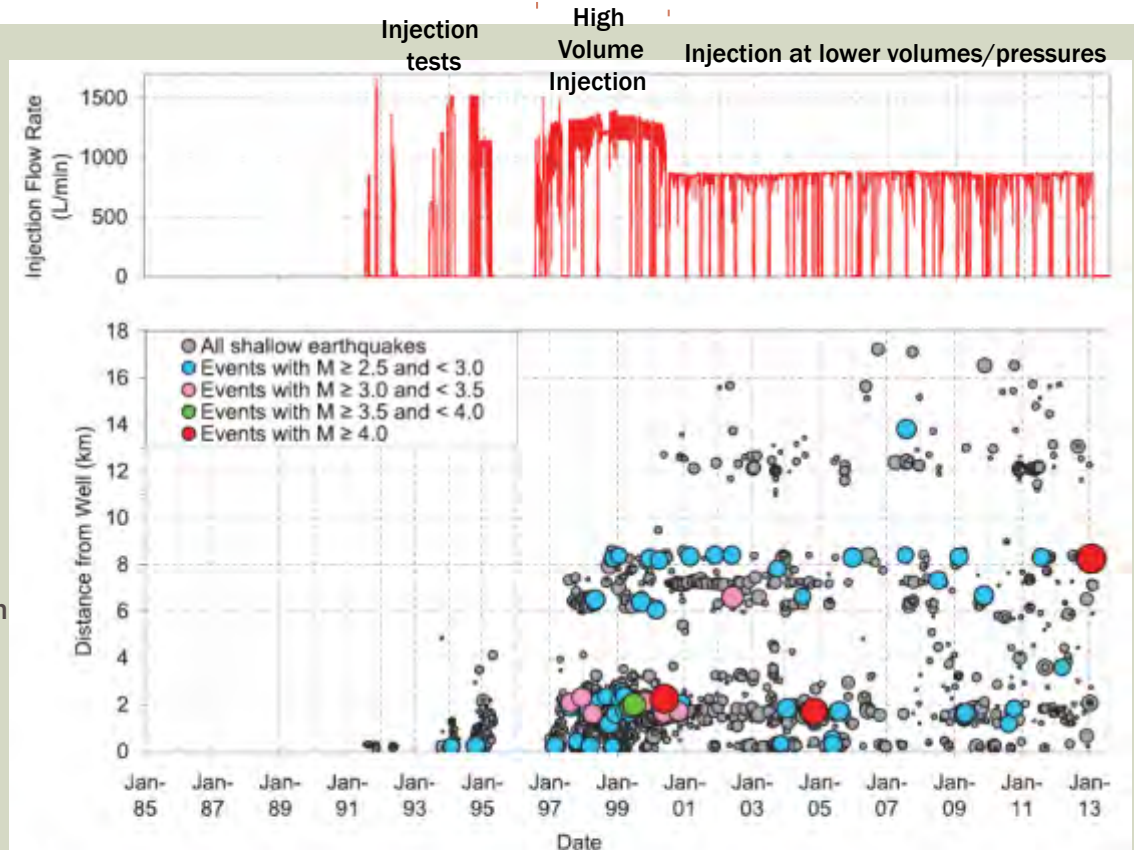 Injection
tests
High
Volume
Injection
Injection at lower volumes/pressures
Injection Flow Rate
(L/min)
1500
1000
500
0
18
16
14
12
10
8
6
4
2
0
Distance from Well (km)
All shallow earthquakes
Events with M ≥ 2.5 and < 3.0
Events with M ≥ 3.0 and < 3.5
Events with M ≥ 3.5 and < 4.0
Events with M ≥ 4.0
Jan- Jan- Jan- Jan- Jan- Jan- Jan- Jan- Jan- Jan- Jan- Jan- Jan- Jan- Jan-
85 87 89 91 93 95 97 99 01 03 05 07 09 11 13
Date